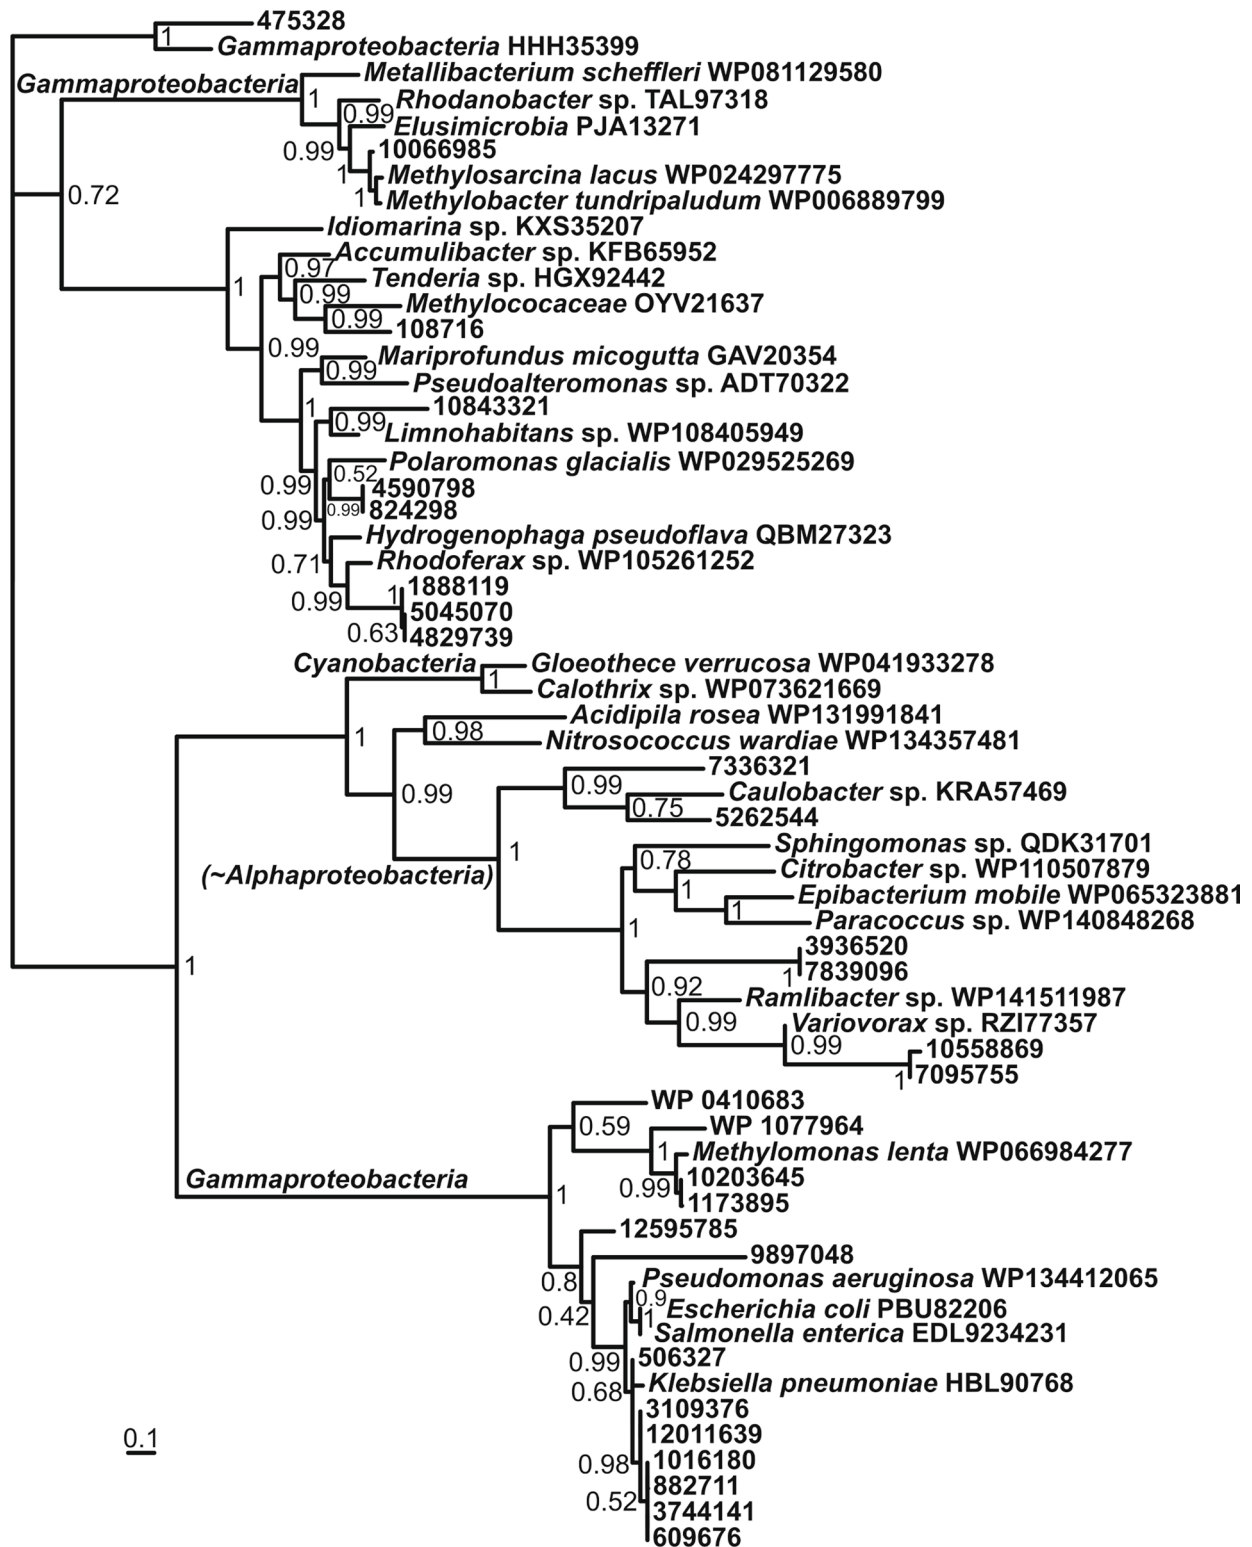 475328
1
Gammaproteobacteria HHH35399
Metallibacterium scheffleri WP081129580
Gammaproteobacteria
1
Rhodanobacter sp. TAL97318
0.99
Elusimicrobia PJA13271
0.99
10066985
1
Methylosarcina lacus WP024297775
0.72
1
Methylobacter tundripaludum WP006889799
Idiomarina sp. KXS35207
Accumulibacter sp. KFB65952
0.97
Tenderia sp. HGX92442
1
0.99
Methylococaceae OYV21637
0.99
108716
0.99
Mariprofundus micogutta GAV20354
0.99
Pseudoalteromonas sp. ADT70322
1
10843321
0.99
Limnohabitans sp. WP108405949
Polaromonas glacialis WP029525269
0.52
0.99
4590798
0.99
824298
0.99
Hydrogenophaga pseudoflava QBM27323
0.71
Rhodoferax sp. WP105261252
1
1888119
0.99
5045070
0.63
4829739
Cyanobacteria
Gloeothece verrucosa WP041933278
1
Calothrix sp. WP073621669
Acidipila rosea WP131991841
1
0.98
Nitrosococcus wardiae WP134357481
7336321
0.99
0.99
Caulobacter sp. KRA57469
0.75
5262544
1
Sphingomonas sp. QDK31701
0.78
(~Alphaproteobacteria)
Citrobacter sp. WP110507879
1
Epibacterium mobile WP065323881
1
Paracoccus sp. WP140848268
1
3936520
1
7839096
1
0.92
Ramlibacter sp. WP141511987
0.99
Variovorax sp. RZI77357
0.99
10558869
1
7095755
WP 0410683
0.59
WP 1077964
1
Methylomonas lenta WP066984277
Gammaproteobacteria
10203645
0.99
1
1173895
12595785
9897048
0.8
Pseudomonas aeruginosa WP134412065
0.9
0.42
Escherichia coli PBU82206
1
Salmonella enterica EDL9234231
0.99
506327
0.68
Klebsiella pneumoniae HBL90768
3109376
0.1
12011639
0.98
1016180
882711
0.52
3744141
609676